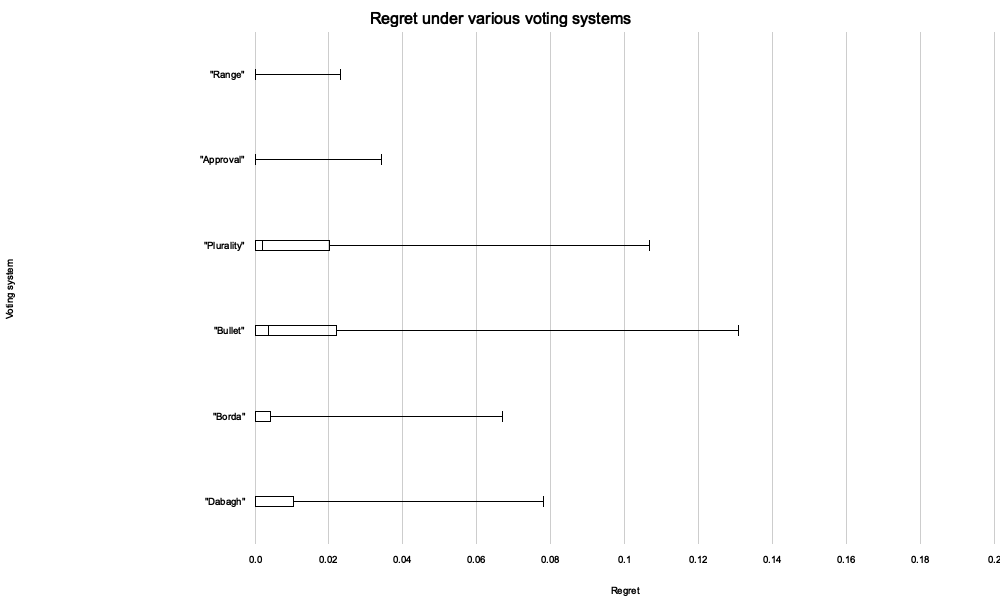 Regret under various voting systems
"Range"
"Approval"
"Plurality"
Voting system
"Bullet"
"Borda"
"Dabagh"
0.0 0.02 0.04 0.06 0.08 0.1 0.12 0.14 0.16 0.18 0.2
Regret